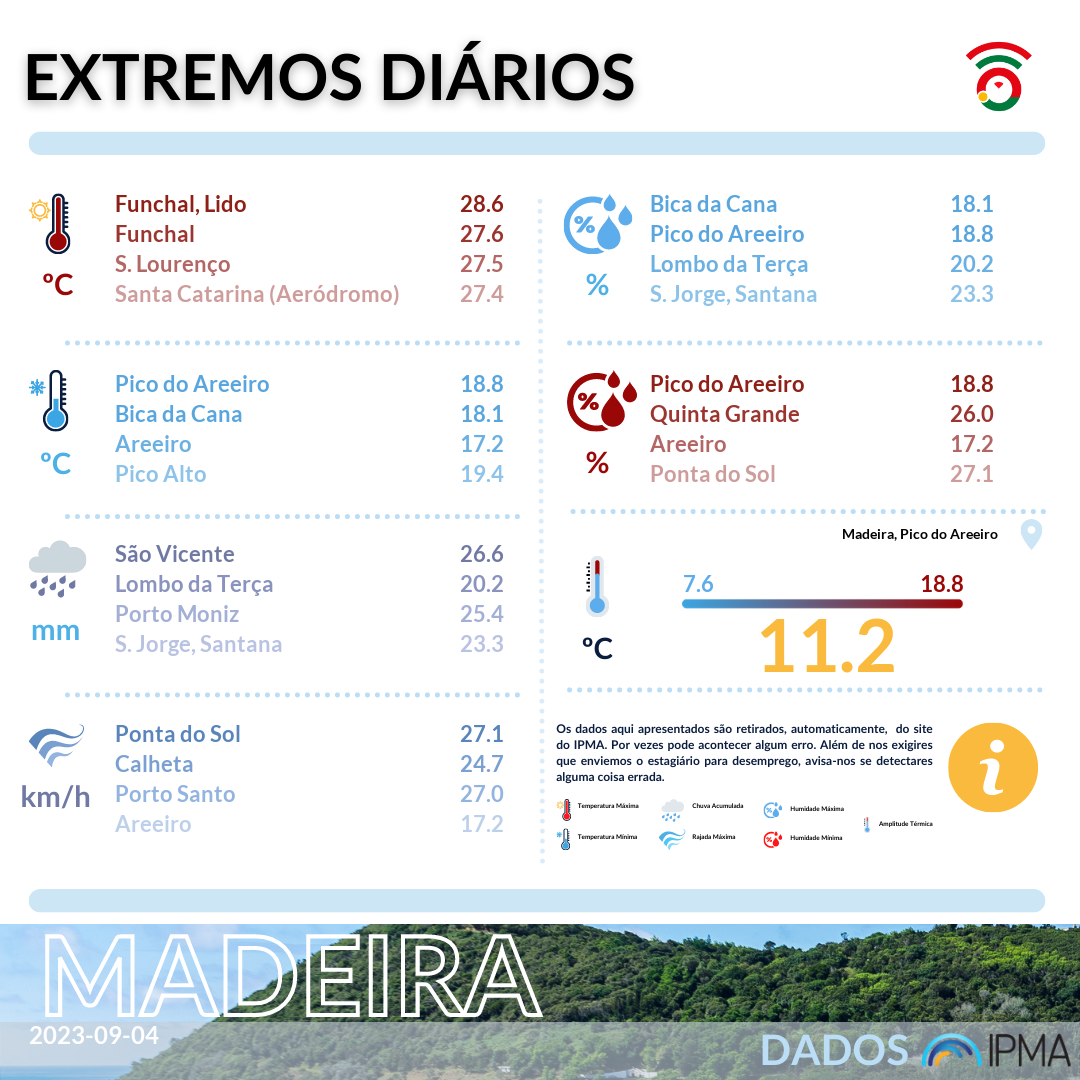 EXTREMOS DIÁRIOS
°C
Funchal, Lido 28.6
Funchal 27.6
S. Lourenço 27.5
Santa Catarina (Aeródromo) 27.4
°C
Pico do Areeiro 18.8
Bica da Cana 18.1
Areeiro 17.2
Pico Alto 19.4
mm
São Vicente 26.6
Lombo da Terça 20.2
Porto Moniz 25.4
S. Jorge, Santana 23.3
km/h
Ponta do Sol 27.1
Calheta 24.7
Porto Santo 27.0
Areeiro 17.2
%
%
Bica da Cana 18.1
Pico do Areeiro 18.8
Lombo da Terça 20.2
S. Jorge, Santana 23.3
%
%
Pico do Areeiro 18.8
Quinta Grande 26.0
Areeiro 17.2
Ponta do Sol 27.1
Madeira, Pico do Areeiro
°C
7.6 18.8
11.2
Os dados aqui apresentados são retirados, automaticamente, do site
do IPMA. Por vezes pode acontecer algum erro. Além de nos exigires
que enviemos o estagiário para desemprego, avisa-nos se detectares
alguma coisa errada.
i
Temperatura Máxima Chuva Acumulada Humidade Máxima
Amplitude Térmica
Temperatura Mínima Rajada Máxima Humidade Mínima
MADEIRA
2023-09-04
DADOS IPMA